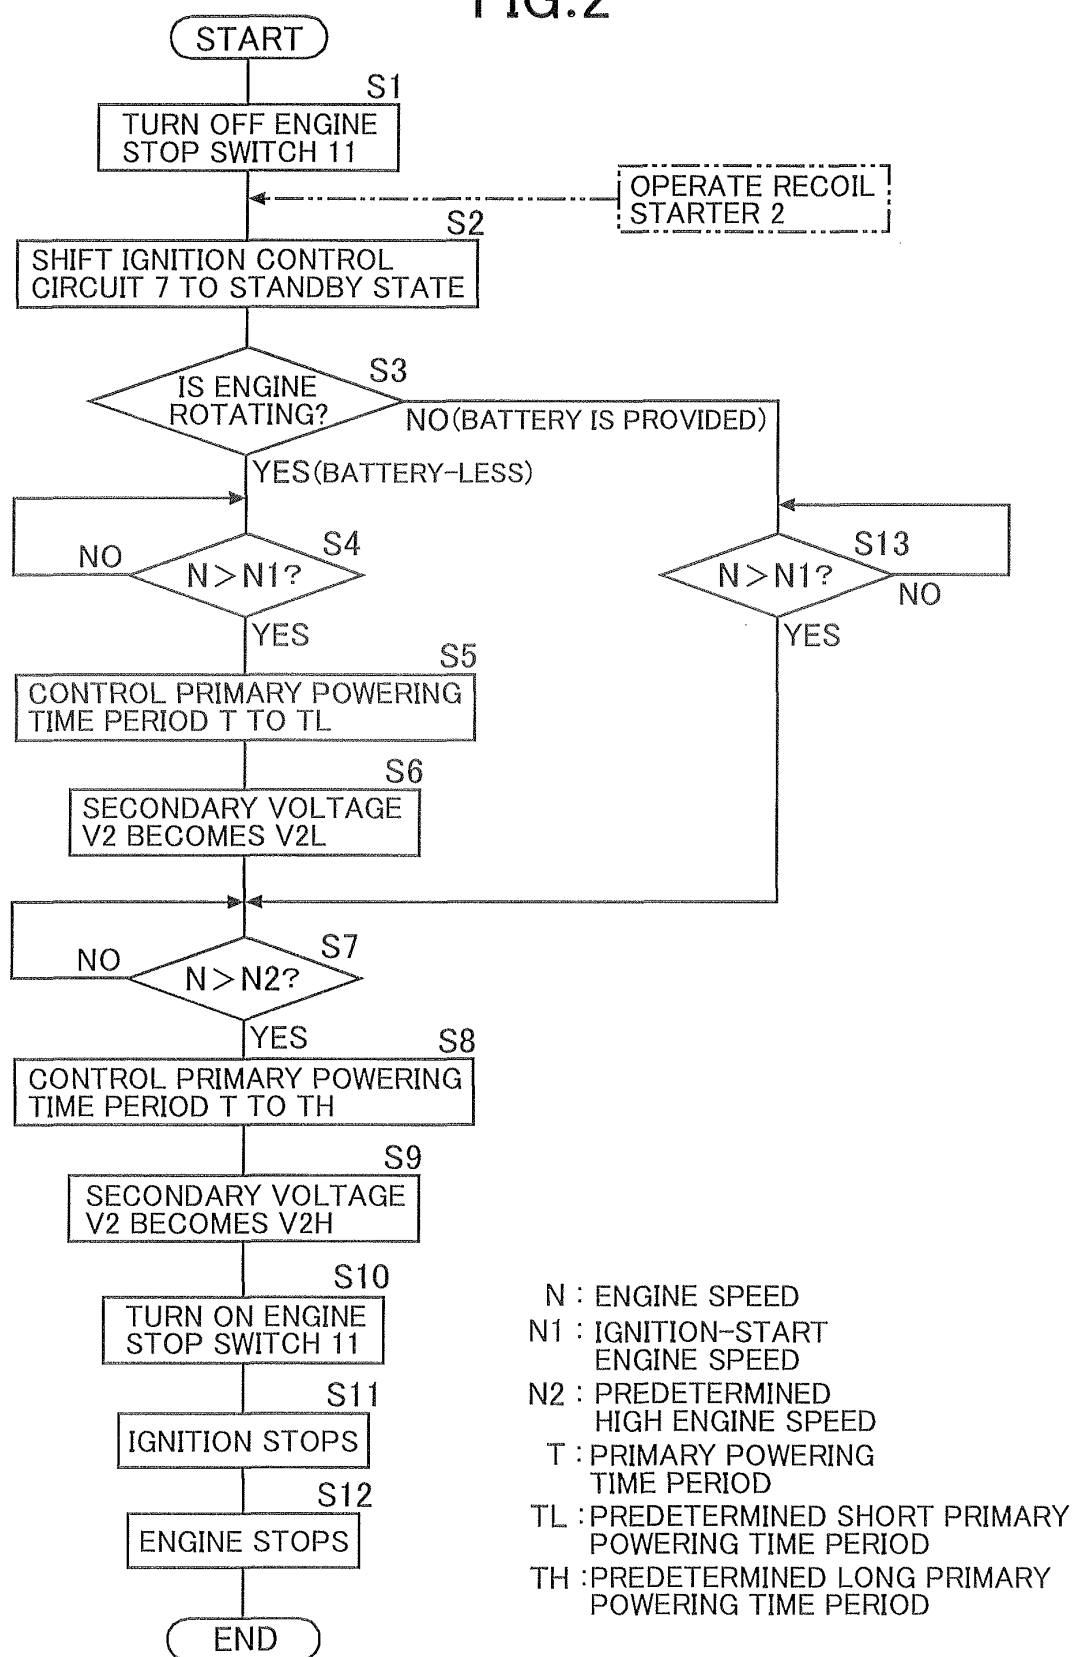 FIG.2
START
S1
TURN OFF ENGINE
STOP SWITCH 11
OPERATE RECOIL
STARTER 2
S2
SHIFT IGNITION CONTROL
CIRCUIT 7 TO STANDBY STATE
S3
IS ENGINE
ROTATING?
NO(BATTERY IS PROVIDED)
YES(BATTERY-LESS)
S4
NO
N>N1?
YES
S13
N>N1?
NO
YES
S5
CONTROL PRIMARY POWERING
TIME PERIOD T TO TL
S6
SECONDARY VOLTAGE
V2 BECOMES V2L
S7
NO
N>N2?
YES
S8
CONTROL PRIMARY POWERING
TIME PERIOD T TO TH
S9
SECONDARY VOLTAGE
V2 BECOMES V2H
S10
TURN ON ENGINE
STOP SWITCH 11
S11
IGNITION STOPS
S12
ENGINE STOPS
END
N : ENGINE SPEED
N1 : IGNITION-START
ENGINE SPEED
N2 : PREDETERMINED
HIGH ENGINE SPEED
T : PRIMARY POWERING
TIME PERIOD
TL : PREDETERMINED SHORT PRIMARY
POWERING TIME PERIOD
TH : PREDETERMINED LONG PRIMARY
POWERING TIME PERIOD